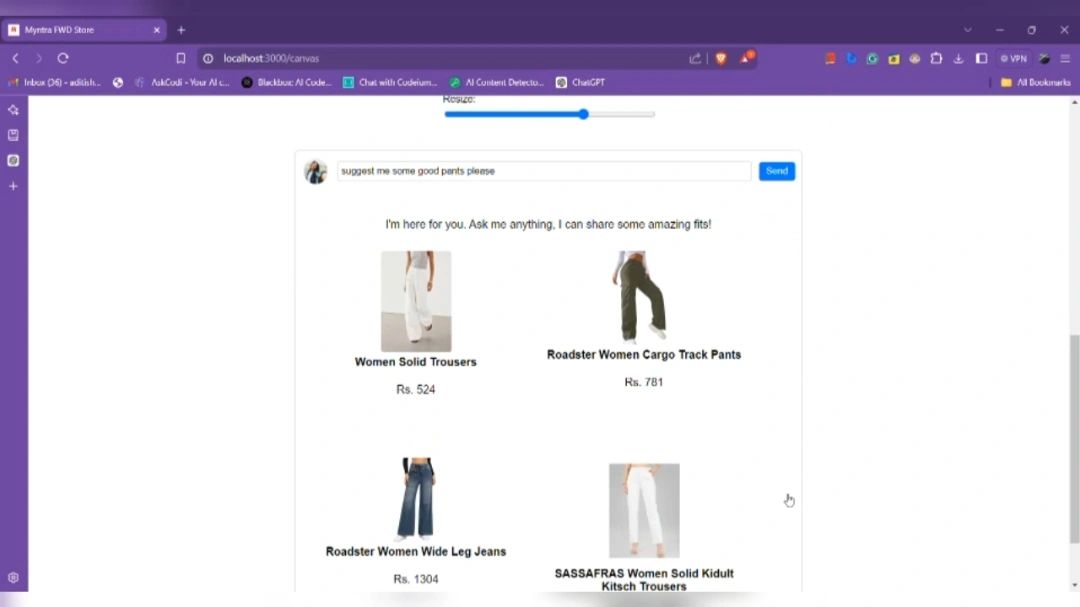 Myntra FWD Store
localhost:3000/canvas
VPN
Inbox (36) - aditish...
AskCodi - Your AI c...
Blackbox AI Code...
Chat with Codeium...
AI Content Detecto...
ChatGPT
All Bookmarks
Resize:
suggest me some good pants please
Send
I'm here for you. Ask me anything, I can share some amazing fits!
Women Solid Trousers
Rs. 524
Roadster Women Cargo Track Pants
Rs. 781
Roadster Women Wide Leg Jeans
Rs. 1304
SASSAFRAS Women Solid Kidult
Kitsch Trousers